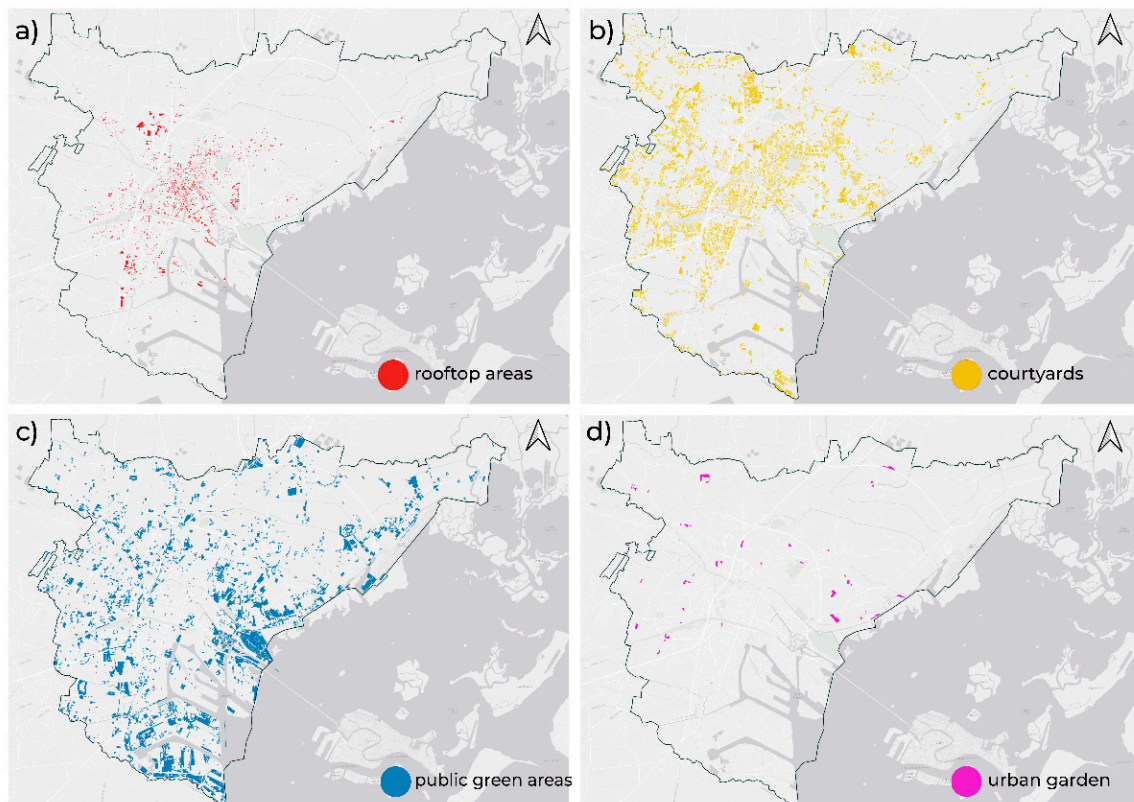 a)
rooftop areas
b)
courtyards
c)
public green areas
d)
urban garden